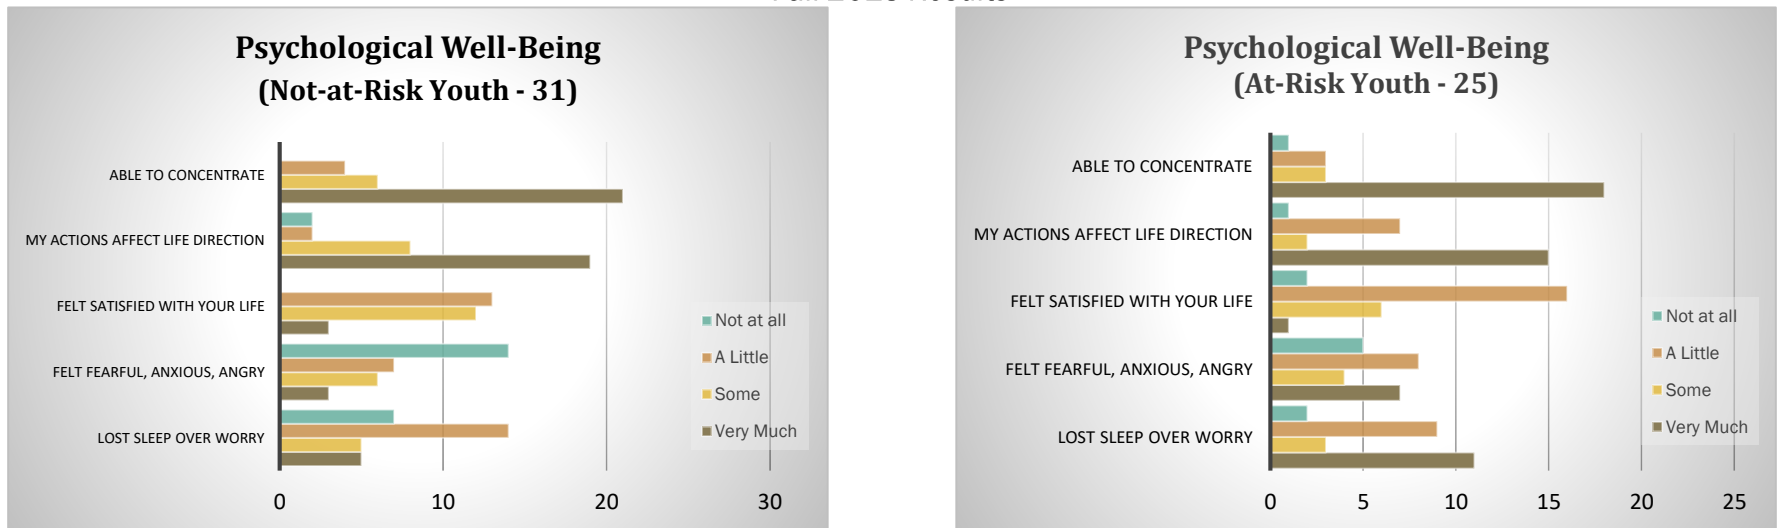 Psychological Well-Being
(Not-at-Risk Youth - 31)
ABLE TO CONCENTRATE
MY ACTIONS AFFECT LIFE DIRECTION
FELT SATISFIED WITH YOUR LIFE
FELT FEARFUL, ANXIOUS, ANGRY
LOST SLEEP OVER WORRY
Not at all
A Little
Some
Very Much
0 10 20 30
Psychological Well-Being
(At-Risk Youth - 25)
ABLE TO CONCENTRATE
MY ACTIONS AFFECT LIFE DIRECTION
FELT SATISFIED WITH YOUR LIFE
FELT FEARFUL, ANXIOUS, ANGRY
LOST SLEEP OVER WORRY
Not at all
A Little
Some
Very Much
0 5 10 15 20 25